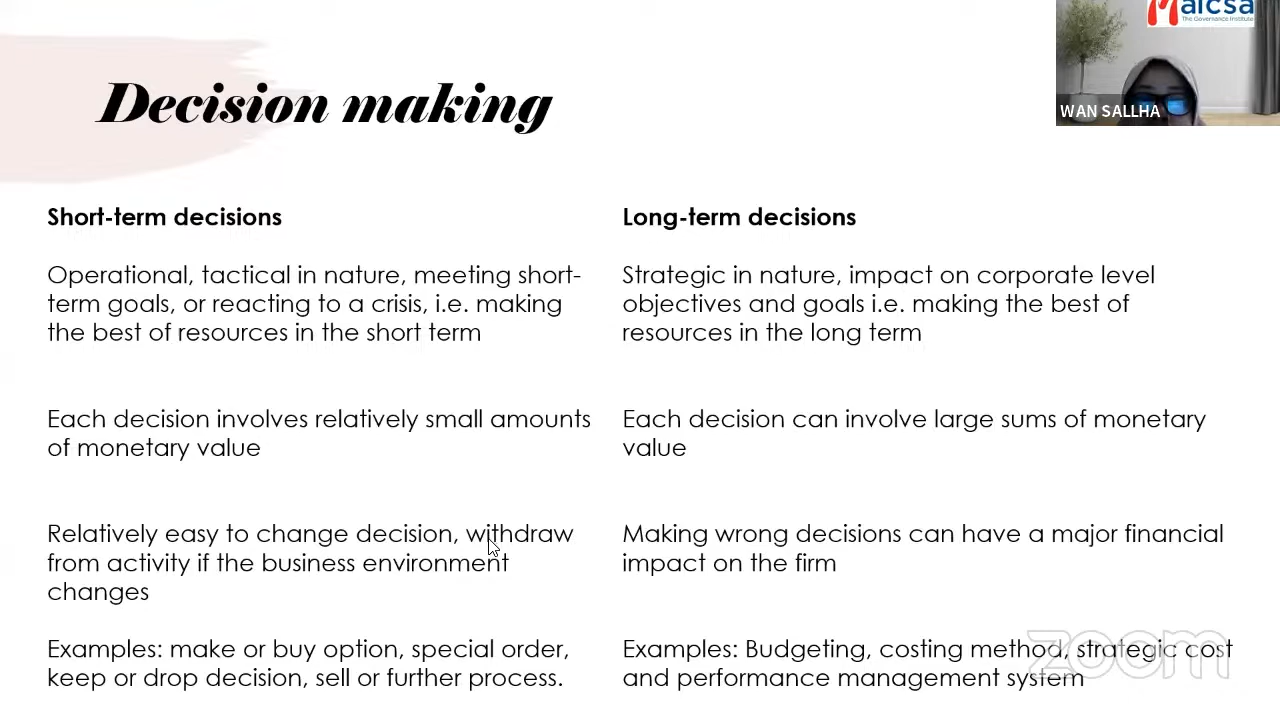 Decision making
maicsa
The Governance Institute
WAN SALLHA
Short-term decisions
Operational, tactical in nature, meeting short-
term goals, or reacting to a crisis, i.e. making
the best of resources in the short term
Each decision involves relatively small amounts
of monetary value
Relatively easy to change decision, withdraw
from activity if the business environment
changes
Examples: make or buy option, special order,
keep or drop decision, sell or further process.
Long-term decisions
Strategic in nature, impact on corporate level
objectives and goals i.e. making the best of
resources in the long term
Each decision can involve large sums of monetary
value
Making wrong decisions can have a major financial
impact on the firm
Examples: Budgeting, costing method, strategic cost
and performance management system
zoom